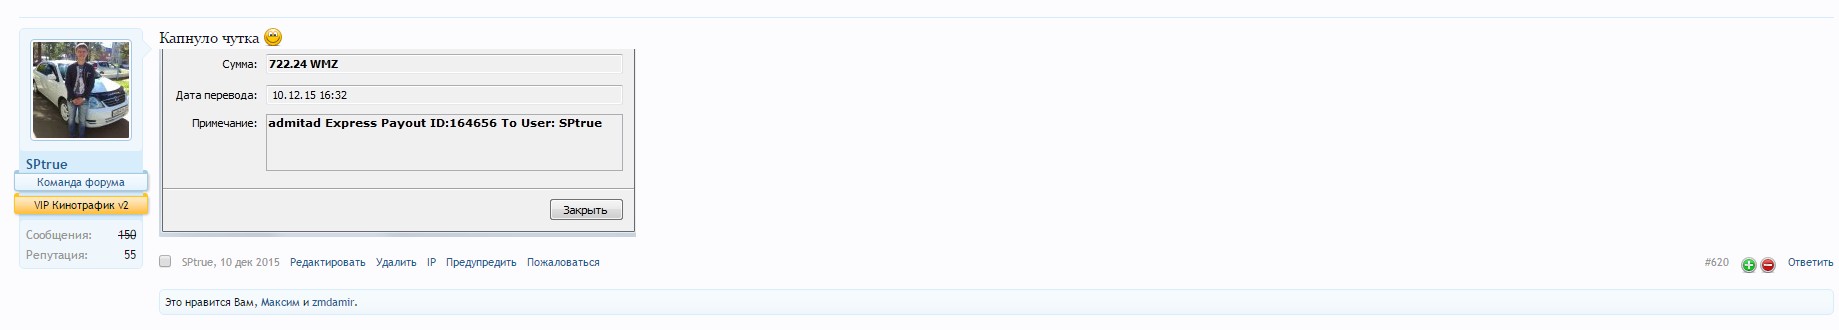 Капнуло чутка
Сумма: 722.24 WMZ
Дата перевода: 10.12.15 16:32
Примечание: admitad Express Payout ID:164656 To User: SPtrue
Закрыть
SPtrue
Команда форума
VIP Кинотрафик v2
Сообщения: 150
Репутация: 55
SPtrue, 10 дек 2015 Редактировать Удалить IP Предупредить Пожаловаться #620 Ответить
Это нравится Вам, Максим и zmdamir.